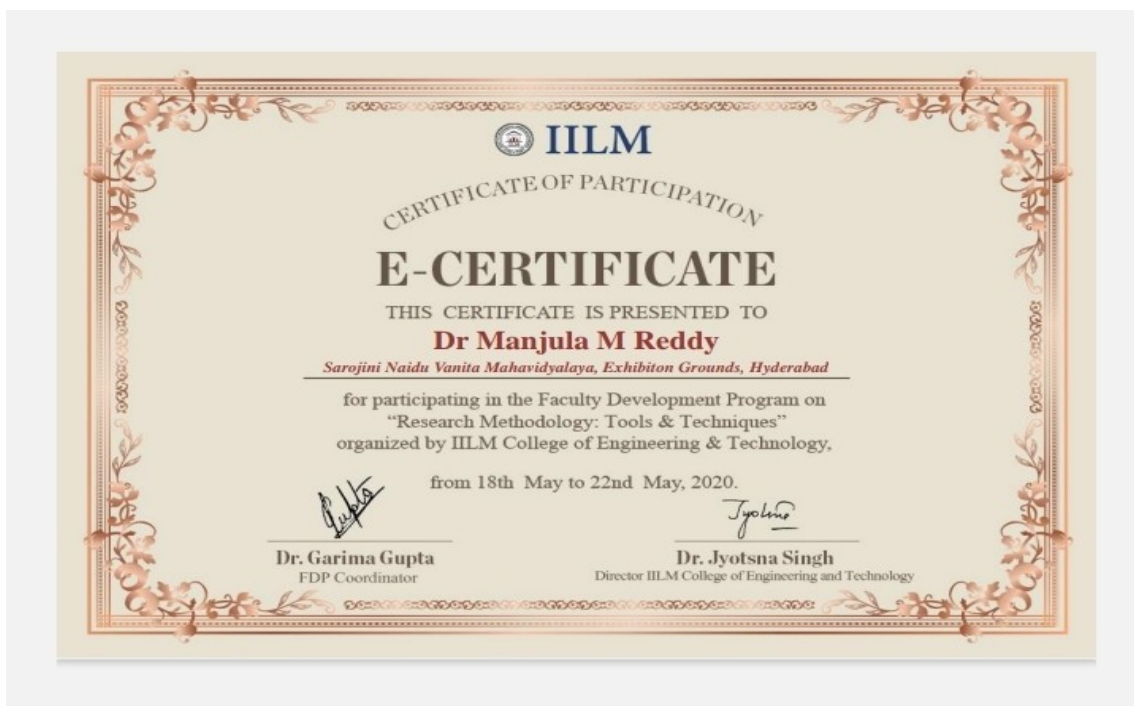 IILM
CERTIFICATE OF PARTICIPATION
E-CERTIFICATE
THIS CERTIFICATE IS PRESENTED TO
Dr Manjula M Reddy
Sarojini Naidu Vanita Mahavidyalaya, Exhibiton Grounds, Hyderabad
for participating in the Faculty Development Program on
“Research Methodology: Tools & Techniques”
organized by IILM College of Engineering & Technology,
from 18th May to 22nd May, 2020.
Gupta
Jyotsna
Dr. Garima Gupta
FDP Coordinator
Dr. Jyotsna Singh
Director IILM College of Engineering and Technology